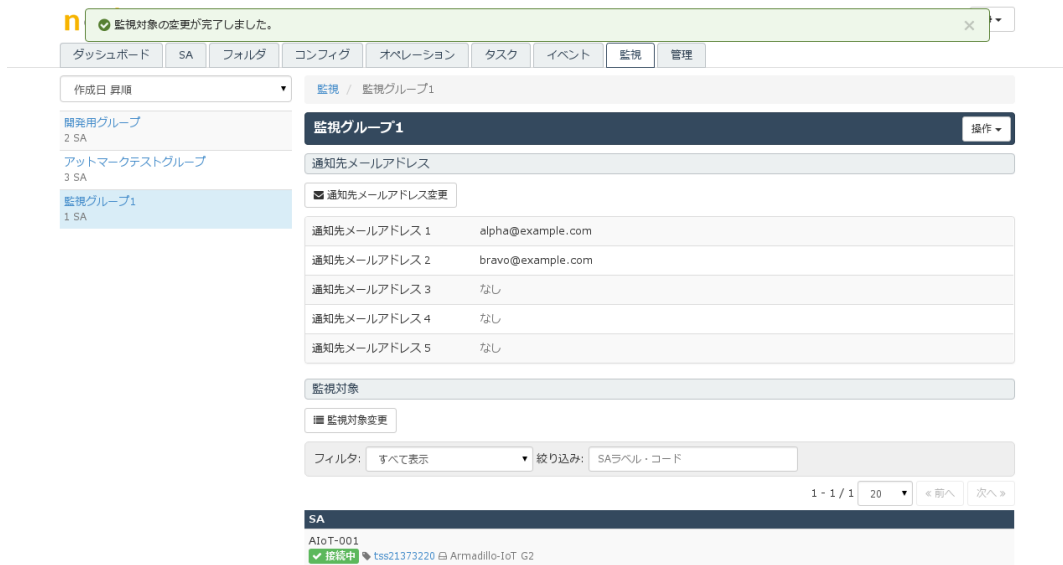 監視対象の変更が完了しました。
×
ダッシュボード SA フォルダ コンフィグ オペレーション タスク イベント 監視 管理
作成日 昇順
開発用グループ
2 SA
アットマークテストグループ
3 SA
監視グループ1
1 SA
監視 / 監視グループ1
監視グループ1 操作
通知先メールアドレス
通知先メールアドレス変更
通知先メールアドレス 1 alpha@example.com
通知先メールアドレス 2 bravo@example.com
通知先メールアドレス 3 なし
通知先メールアドレス 4 なし
通知先メールアドレス 5 なし
監視対象
監視対象変更
フィルタ: すべて表示 絞り込み: SAラベル・コード
1 - 1 / 1 20 « 前へ 次へ »
SA
AIoT-001
接続中 tss21373220 Armadillo-IoT G2